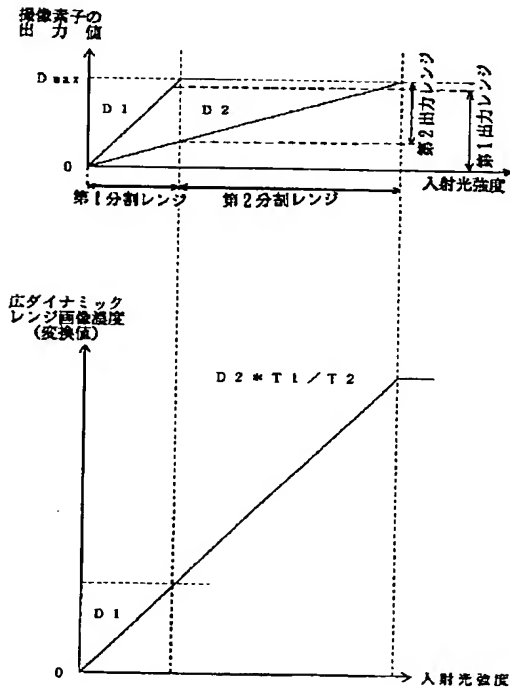 撮像素子の
出力値
Dmax
D1
D2
0
第2出力レンジ
第1出力レンジ
入射光強度
第1分割レンジ
第2分割レンジ
広ダイナミック
レンジ画像濃度
(変換値)
D2*T1/T2
D1
0
入射光強度